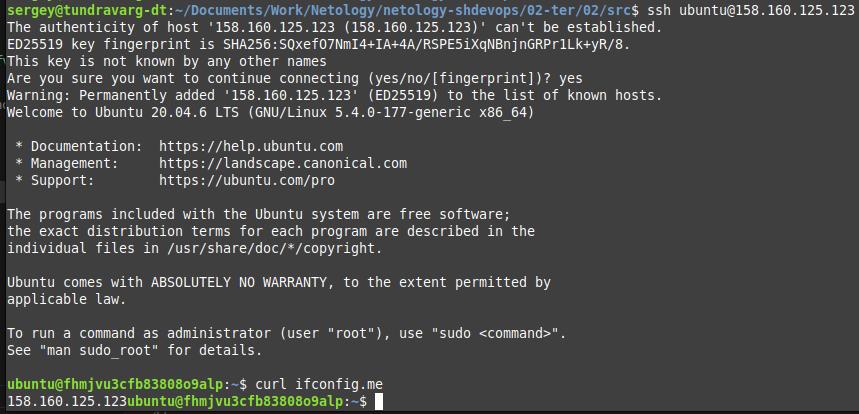 sergey@tundravarg-dt:~/Documents/Work/Netology/netology-shdevops/02-ter/02/src$ ssh ubuntu@158.160.125.123
The authenticity of host '158.160.125.123 (158.160.125.123)' can't be established.
ED25519 key fingerprint is SHA256:SQxefO7NmI4+IA+4A/RSPE5iXqNBnjnGRPr1Lk+yR/8.
This key is not known by any other names
Are you sure you want to continue connecting (yes/no/[fingerprint])? yes
Warning: Permanently added '158.160.125.123' (ED25519) to the list of known hosts.
Welcome to Ubuntu 20.04.6 LTS (GNU/Linux 5.4.0-177-generic x86_64)
* Documentation:  https://help.ubuntu.com
* Management:     https://landscape.canonical.com
* Support:        https://ubuntu.com/pro
The programs included with the Ubuntu system are free software;
the exact distribution terms for each program are described in the
individual files in /usr/share/doc/*/copyright.
Ubuntu comes with ABSOLUTELY NO WARRANTY, to the extent permitted by
applicable law.
To run a command as administrator (user "root"), use "sudo <command>".
See "man sudo_root" for details.
ubuntu@fhmjvu3cfb83808o9alp:~$ curl ifconfig.me
158.160.125.123ubuntu@fhmjvu3cfb83808o9alp:~$